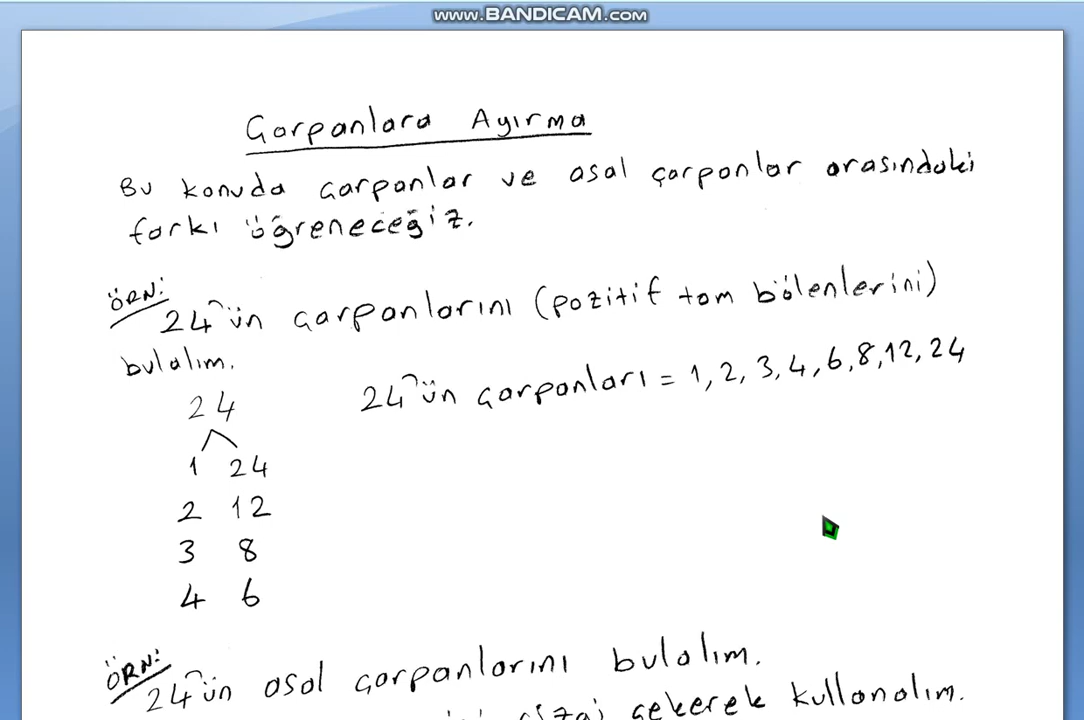 www.BANDICAM.com
Çarpanlara Ayırma
Bu konuda çarpanlar ve asal çarpanlar arasındaki
farkı öğreneceğiz.
ÖRN:
24'ün çarpanlarını (pozitif tam bölenlerini)
bulalım.
24'ün çarpanları = 1, 2, 3, 4, 6, 8, 12, 24
24
1 24
2 12
3 8
4 6
ÖRN:
24'ün asal çarpanlarını bulalım.
çizgi çekerek kullanalım.